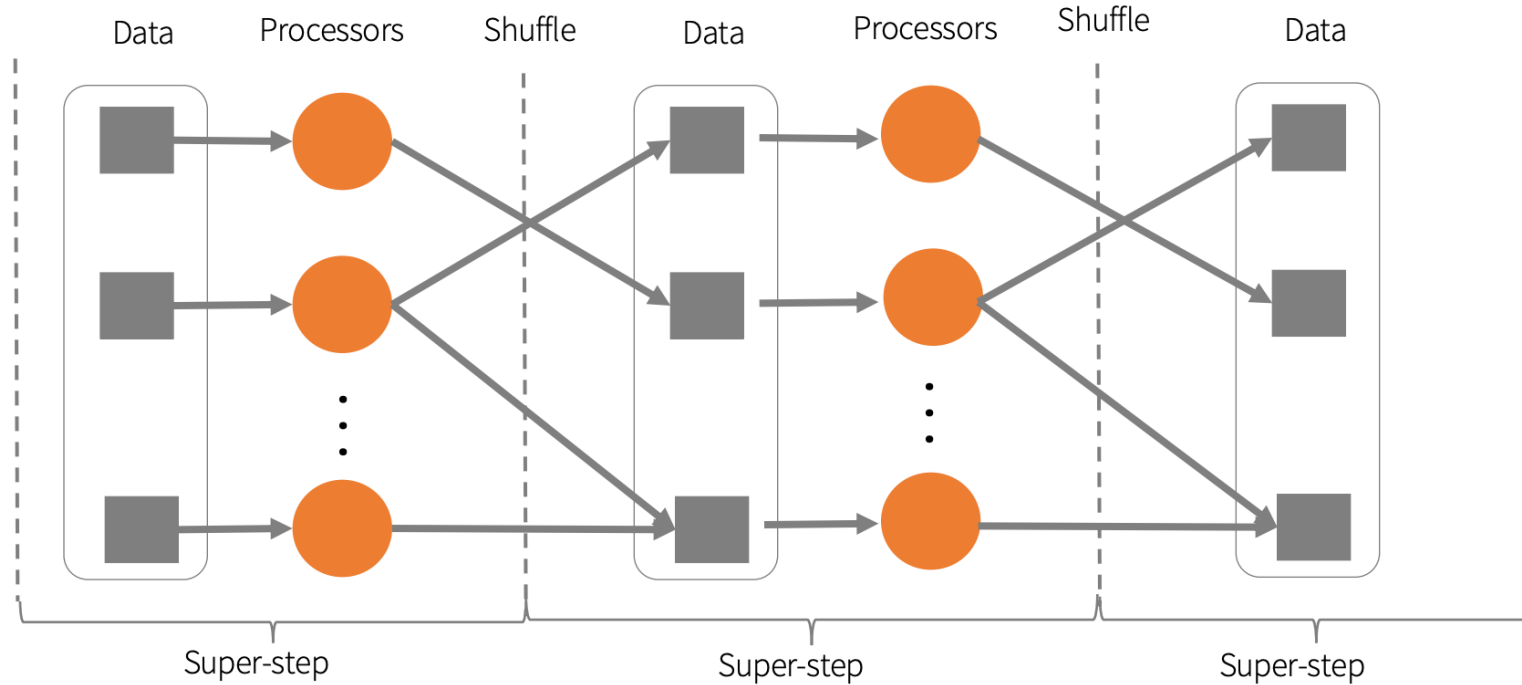 Data
Processors
Shuffle
Data
Processors
Shuffle
Data
Super-step
Super-step
Super-step